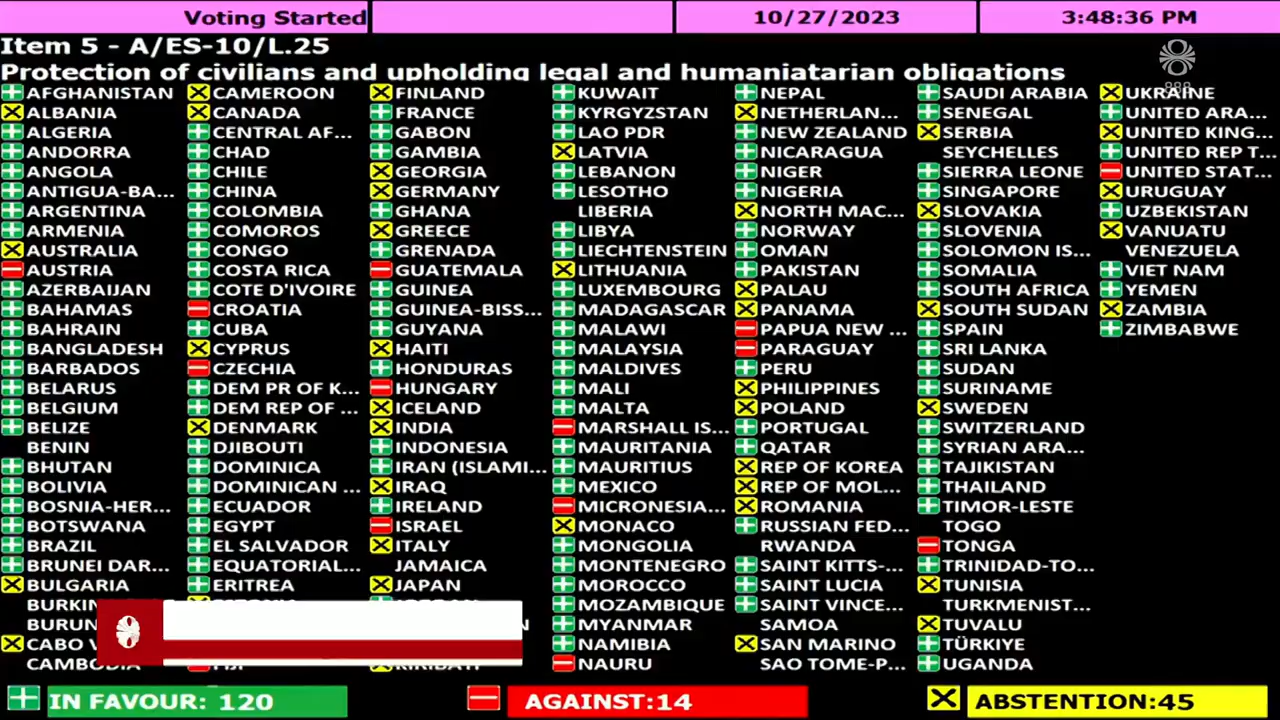 Voting Started
10/27/2023
3:48:36 PM
Item 5 - A/ES-10/L.25
Protection of civilians and upholding legal and humaniatarian obligations
AFGHANISTAN
ALBANIA
ALGERIA
ANDORRA
ANGOLA
ANTIGUA-BA...
ARGENTINA
ARMENIA
AUSTRALIA
AUSTRIA
AZERBAIJAN
BAHAMAS
BAHRAIN
BANGLADESH
BARBADOS
BELARUS
BELGIUM
BELIZE
BENIN
BHUTAN
BOLIVIA
BOSNIA-HER...
BOTSWANA
BRAZIL
BRUNEI DAR...
BULGARIA
CABO
CAMBODIA
CAMEROON
CANADA
CENTRAL AF...
CHAD
CHILE
CHINA
COLOMBIA
COMOROS
CONGO
COSTA RICA
COTE D'IVOIRE
CROATIA
CUBA
CYPRUS
CZECHIA
DEM PR OF K...
DEM REP OF ...
DENMARK
DJIBOUTI
DOMINICA
DOMINICAN ...
ECUADOR
EGYPT
EL SALVADOR
EQUATORIAL...
ERITREA
FIJI
FINLAND
FRANCE
GABON
GAMBIA
GEORGIA
GERMANY
GHANA
GREECE
GRENADA
GUATEMALA
GUINEA
GUINEA-BISS...
GUYANA
HAITI
HONDURAS
HUNGARY
ICELAND
INDIA
INDONESIA
IRAN (ISLAMI...
IRAQ
IRELAND
ISRAEL
ITALY
JAMAICA
JAPAN
KIRIBATI
KUWAIT
KYRGYZSTAN
LAO PDR
LATVIA
LEBANON
LESOTHO
LIBERIA
LIBYA
LIECHTENSTEIN
LITHUANIA
LUXEMBOURG
MADAGASCAR
MALAWI
MALAYSIA
MALDIVES
MALI
MALTA
MARSHALL IS...
MAURITANIA
MAURITIUS
MEXICO
MICRONESIA...
MONACO
MONGOLIA
MONTENEGRO
MOROCCO
MOZAMBIQUE
MYANMAR
NAMIBIA
NAURU
NEPAL
NETHERLAN...
NEW ZEALAND
NICARAGUA
NIGER
NIGERIA
NORTH MAC...
NORWAY
OMAN
PAKISTAN
PALAU
PANAMA
PAPUA NEW ...
PARAGUAY
PERU
PHILIPPINES
POLAND
PORTUGAL
QATAR
REP OF KOREA
REP OF MOL...
ROMANIA
RUSSIAN FED...
RWANDA
SAINT KITTS-...
SAINT LUCIA
SAINT VINCE...
SAMOA
SAN MARINO
SAO TOME-P...
SAUDI ARABIA
SENEGAL
SERBIA
SEYCHELLES
SIERRA LEONE
SINGAPORE
SLOVAKIA
SLOVENIA
SOLOMON IS...
SOMALIA
SOUTH AFRICA
SOUTH SUDAN
SPAIN
SRI LANKA
SUDAN
SURINAME
SWEDEN
SWITZERLAND
SYRIAN ARA...
TAJIKISTAN
THAILAND
TIMOR-LESTE
TOGO
TONGA
TRINIDAD-TO...
TUNISIA
TURKMENIST...
TUVALU
TÜRKIYE
UGANDA
UKRAINE
UNITED ARA...
UNITED KING...
UNITED REP T...
UNITED STAT...
URUGUAY
UZBEKISTAN
VANUATU
VENEZUELA
VIET NAM
YEMEN
ZAMBIA
ZIMBABWE
IN FAVOUR: 120
AGAINST:14
ABSTENTION:45